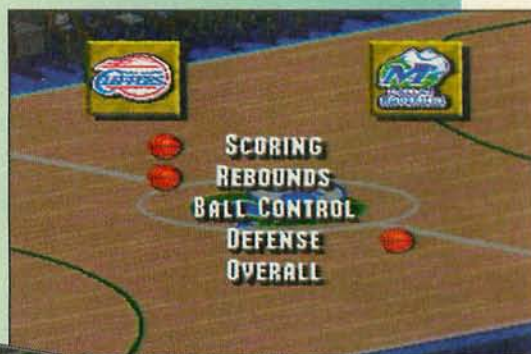 CLIPPERS
SCORING
REBOUNDS
BALL CONTROL
DEFENSE
OVERALL